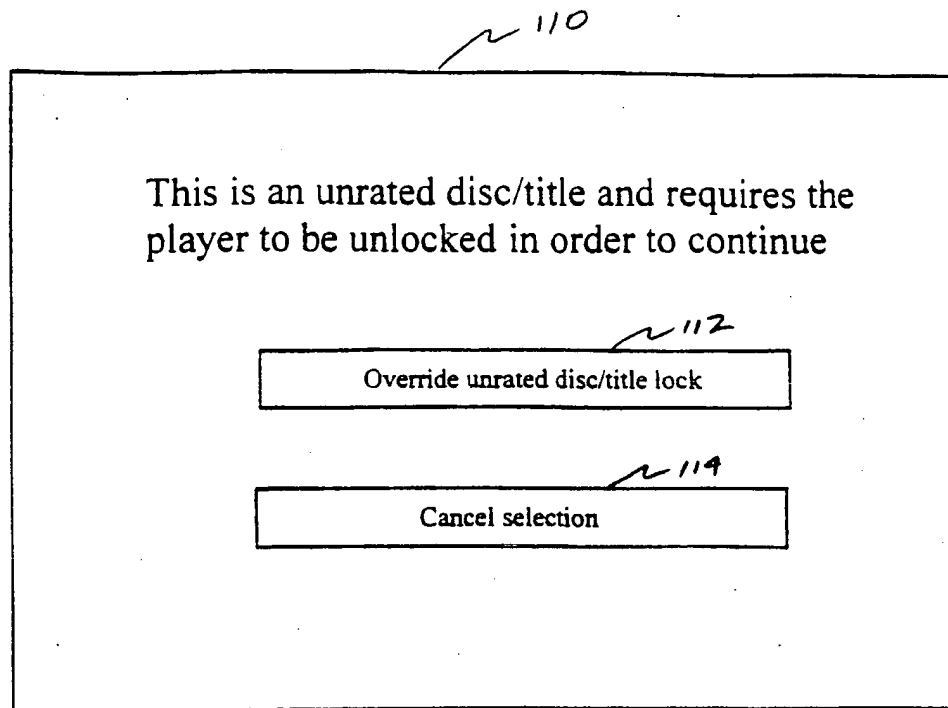 110
This is an unrated disc/title and requires the
player to be unlocked in order to continue
112
Override unrated disc/title lock
114
Cancel selection